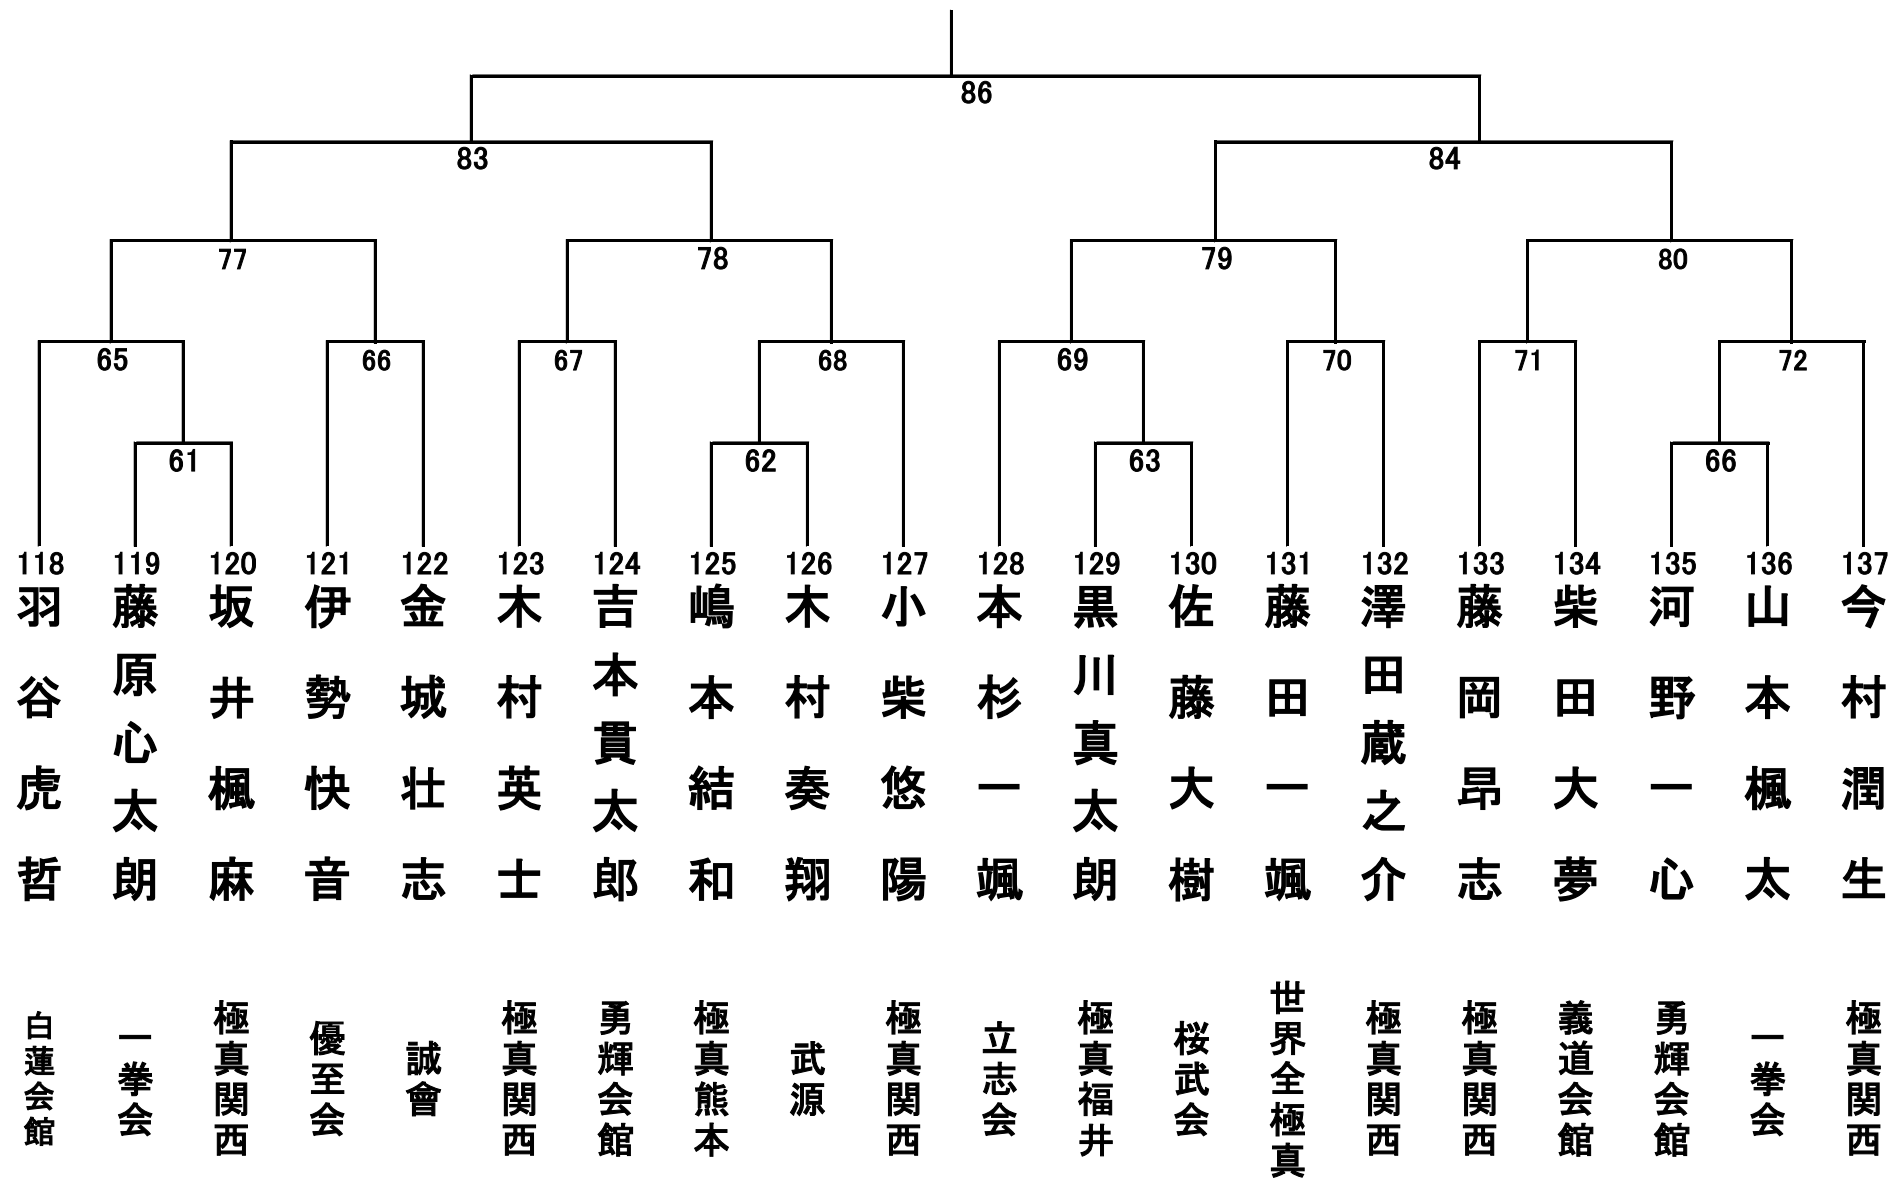 86
83
84
77
78
79
80
65
66
67
68
69
70
71
72
61
62
63
66
118
119
120
121
122
123
124
125
126
127
128
129
130
131
132
133
134
135
136
137
羽谷虎哲
藤原心太朗
坂井楓麻
伊勢快音
金城壮志
木村英士
吉本貫太郎
嶋本結和
木村奏翔
小柴悠陽
本杉一颯
黒川真太朗
佐藤大樹
藤田一颯
澤田蔵之介
藤岡昂志
柴田大夢
河野一心
山本楓太
今村潤生
白蓮会館
一拳会
極真関西
優至会
誠會
極真関西
勇輝会館
極真熊本
武源
極真関西
立志会
極真福井
桜武会
世界全極真
極真関西
極真関西
義道会館
勇輝会館
一拳会
極真関西